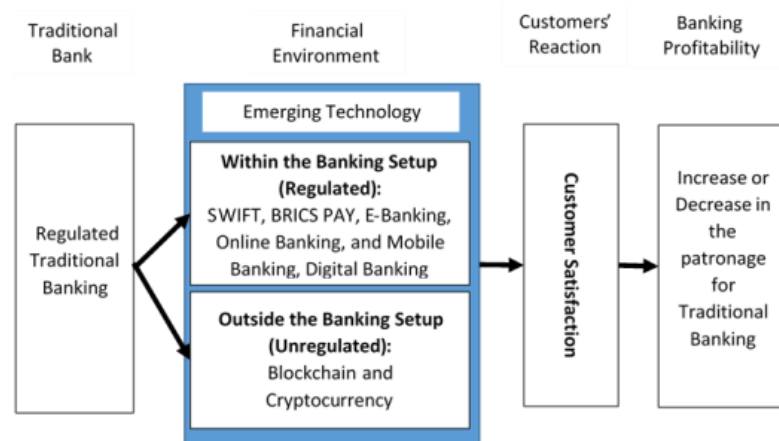 Traditional
Bank
Financial
Environment
Customers’
Reaction
Banking
Profitability
Regulated
Traditional
Banking
Emerging Technology
Within the Banking Setup
(Regulated):
SWIFT, BRICS PAY, E-Banking,
Online Banking, and Mobile
Banking, Digital Banking
Outside the Banking Setup
(Unregulated):
Blockchain and
Cryptocurrency
Customer Satisfaction
Increase or
Decrease in
the
patronage
for
Traditional
Banking